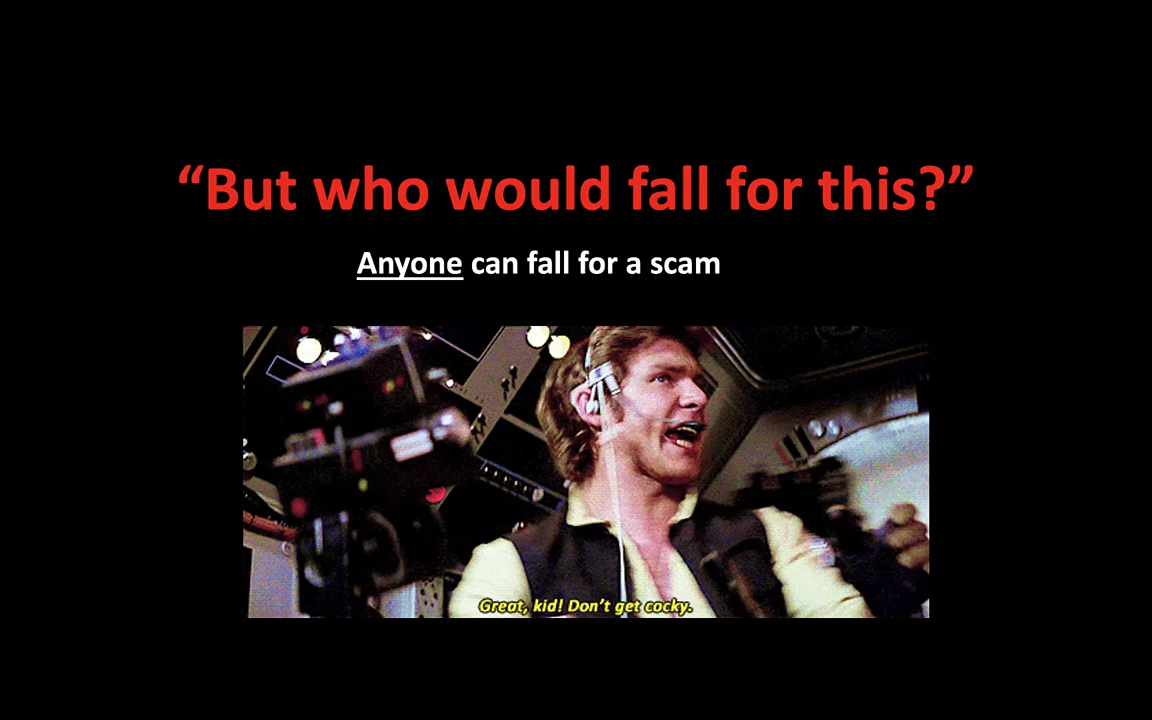 “But who would fall for this?”
Anyone can fall for a scam
Great, kid! Don't get cocky.